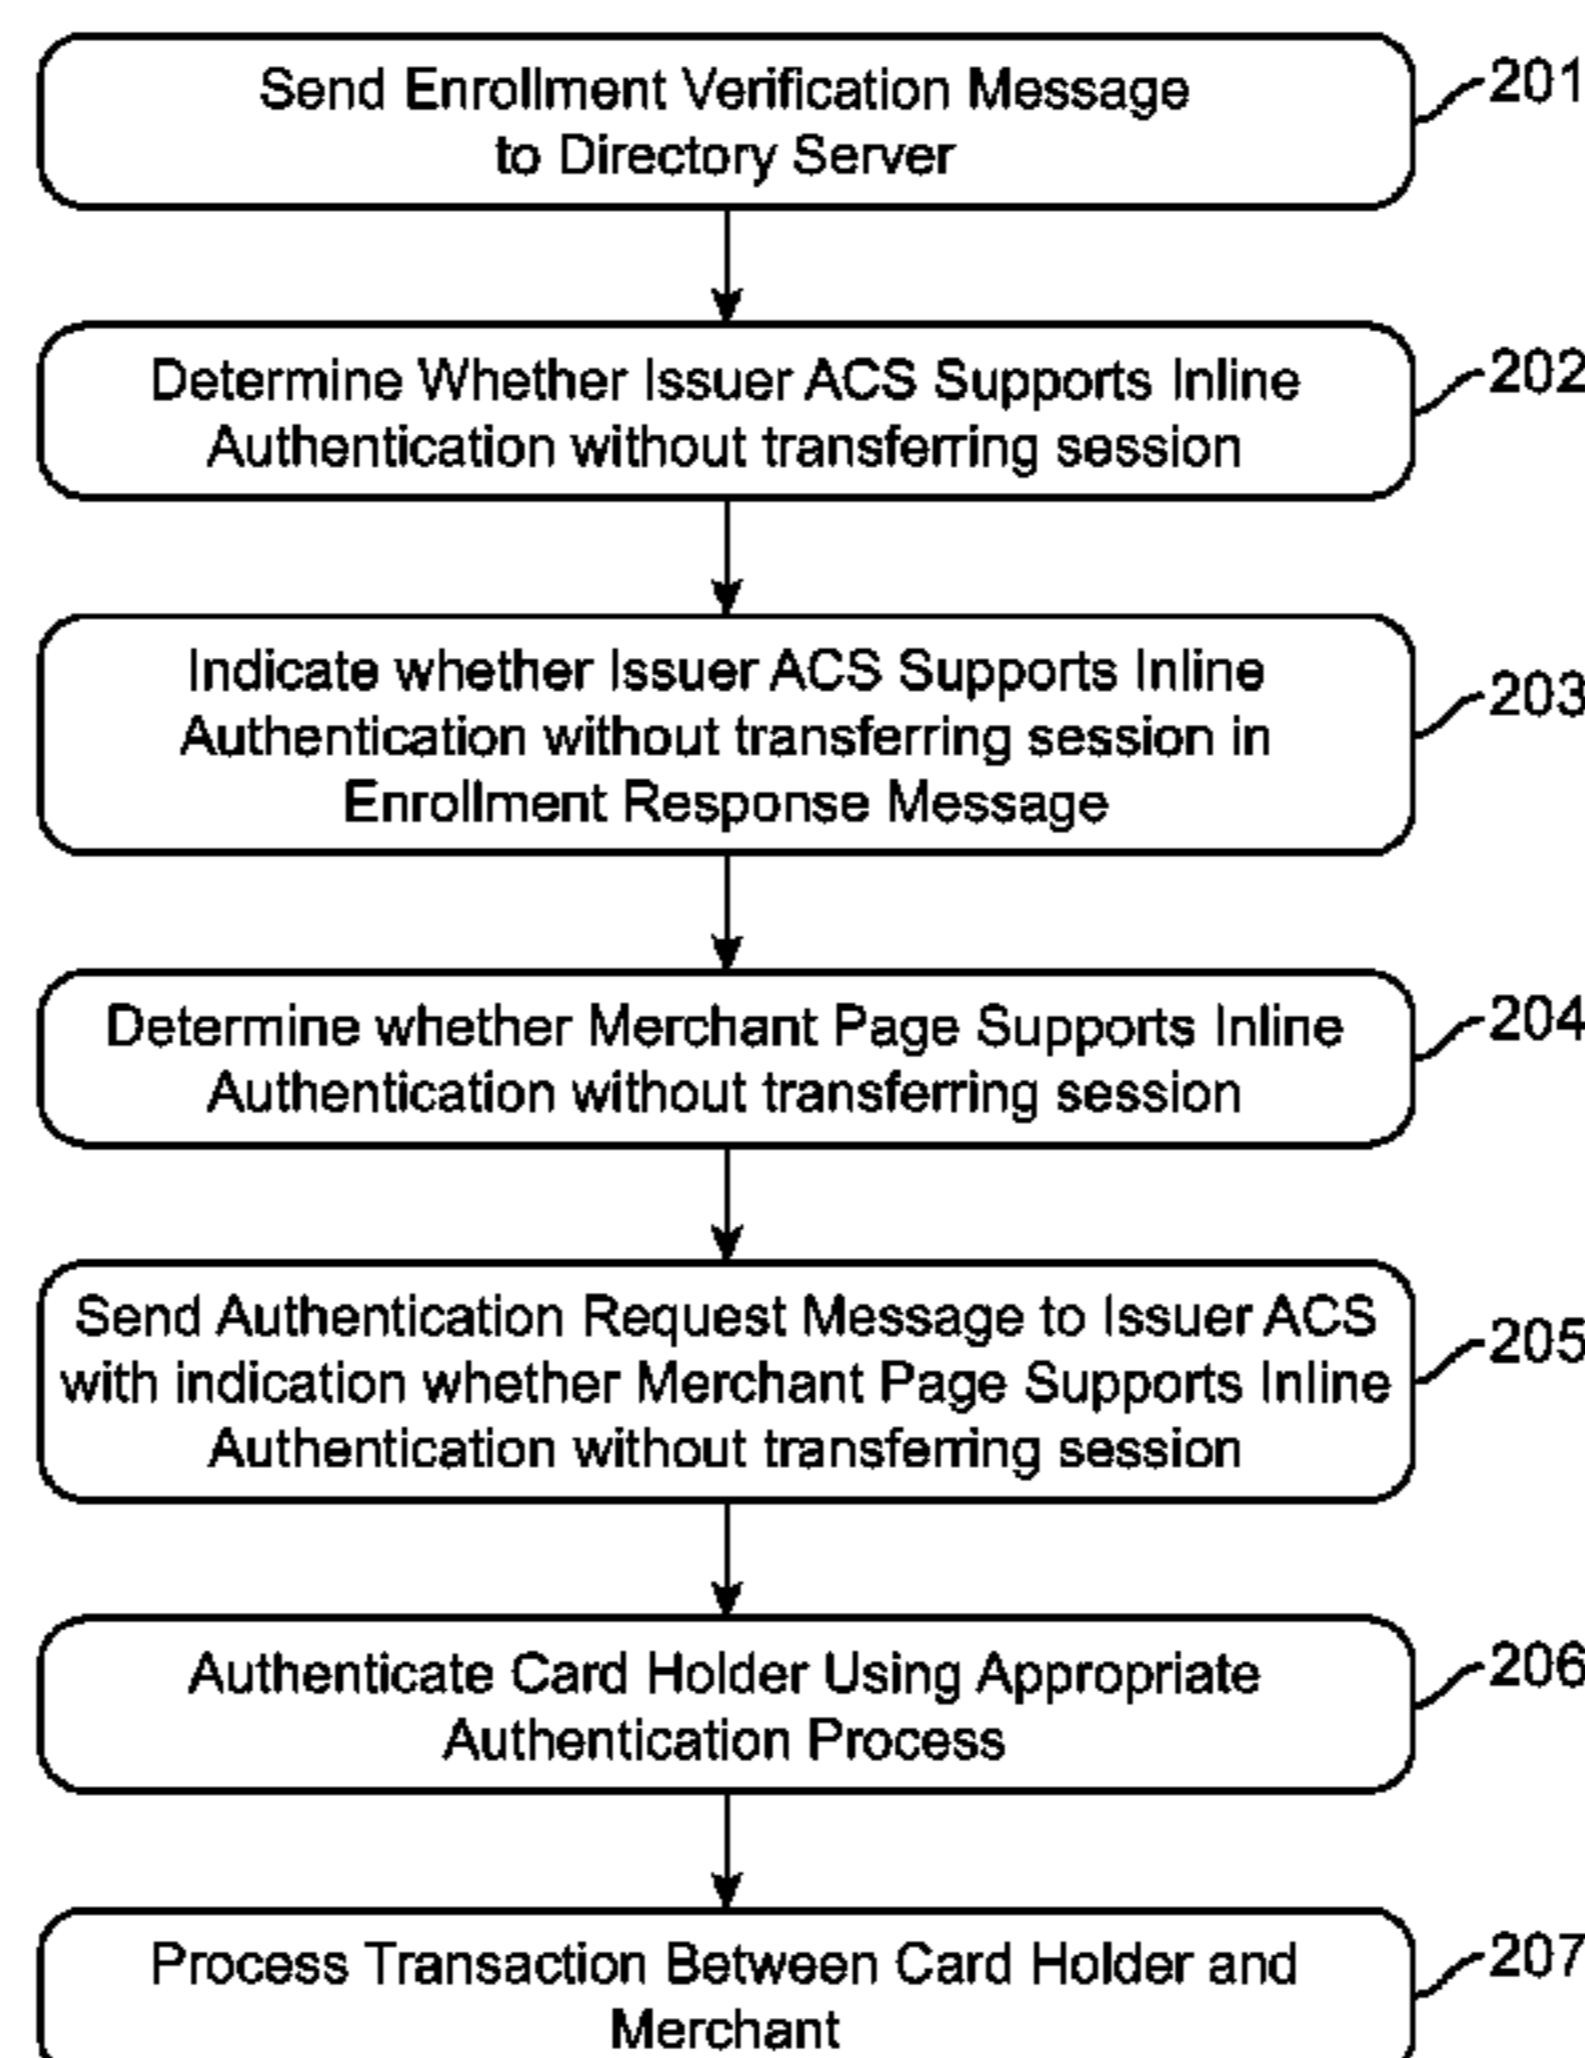 Send Enrollment Verification Message
to Directory Server
201
Determine Whether Issuer ACS Supports Inline
Authentication without transferring session
202
Indicate whether Issuer ACS Supports Inline
Authentication without transferring session in
Enrollment Response Message
203
Determine whether Merchant Page Supports Inline
Authentication without transferring session
204
Send Authentication Request Message to Issuer ACS
with indication whether Merchant Page Supports Inline
Authentication without transferring session
205
Authenticate Card Holder Using Appropriate
Authentication Process
206
Process Transaction Between Card Holder and
Merchant
207